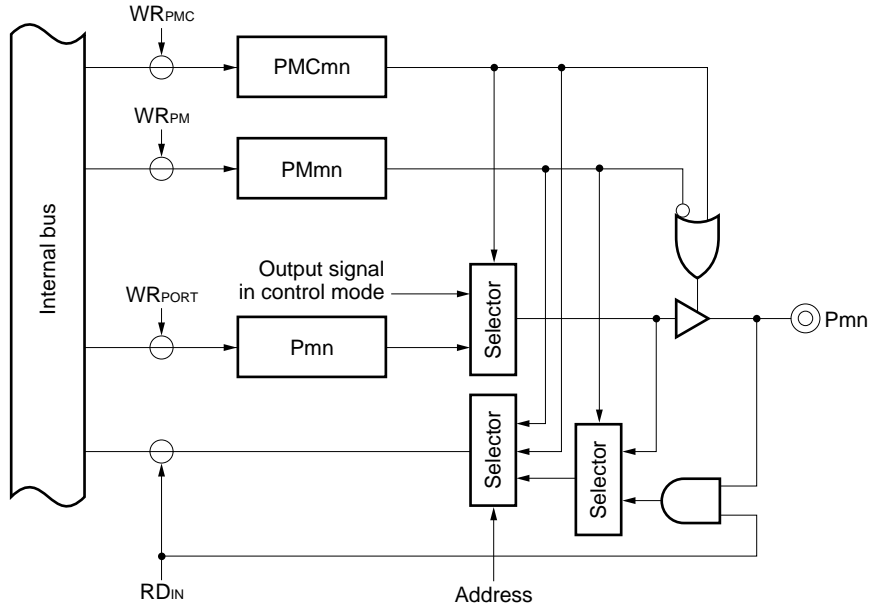 WRPMC
PMCmn
WRPM
PMmn
Internal bus
Output signal
in control mode
WRPORT
Pmn
Selector
Pmn
Selector
Selector
RDIN
Address